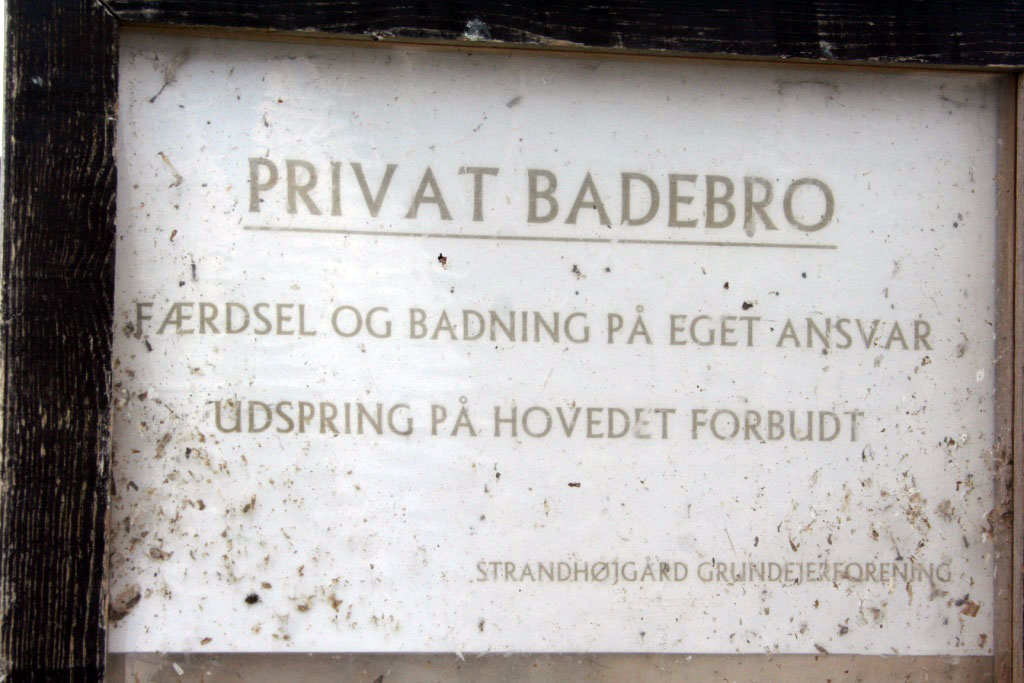 PRIVAT BADEBRO
FÆRDSEL OG BADNING PÅ EGET ANSVAR
UDSPRING PÅ HOVEDET FORBUDT
STRANDHØJGÅRD GRUNDEJERFORENING